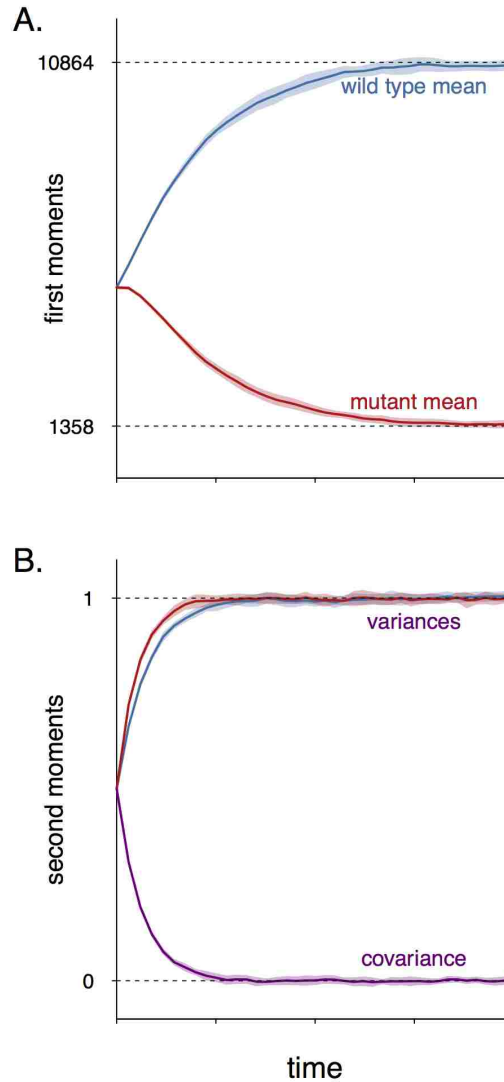 A.
10864
wild type mean
first moments
mutant mean
1358
B.
1
variances
second moments
covariance
0
time